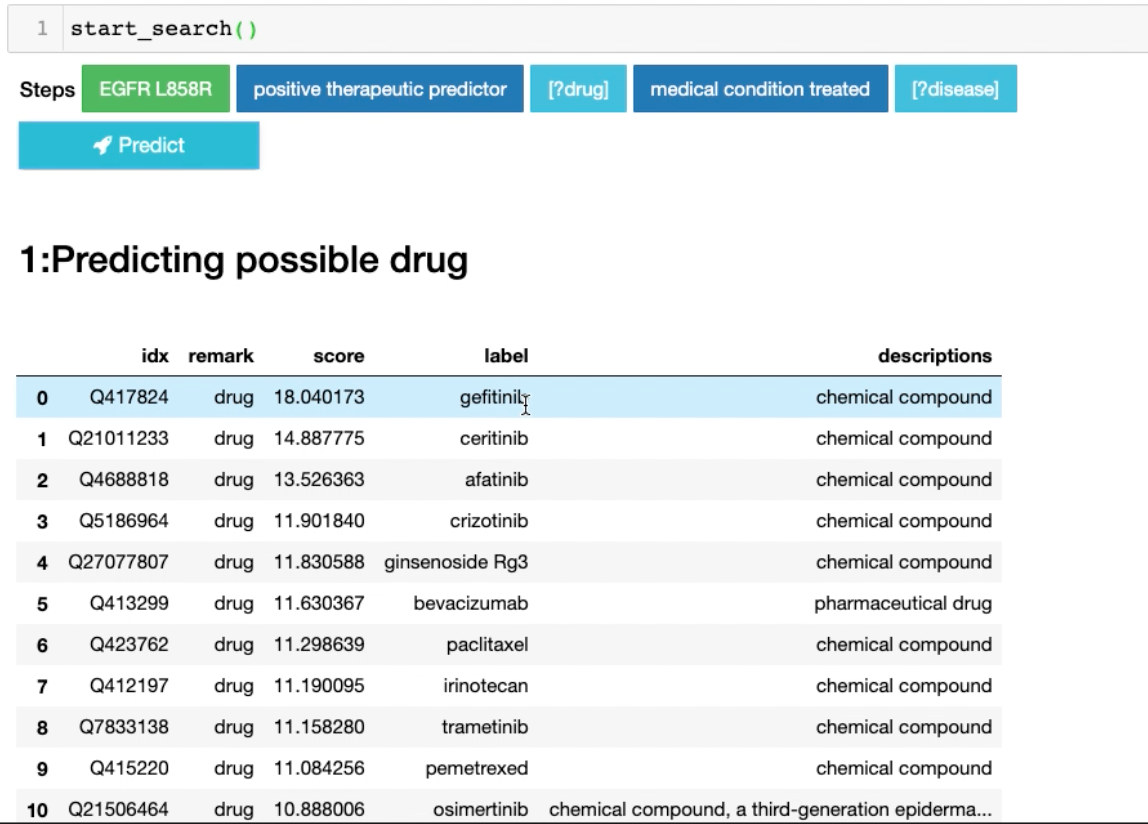 1 start_search()
Steps EGFR L858R positive therapeutic predictor [?drug] medical condition treated [?disease]
Predict
1:Predicting possible drug
idx remark score label descriptions
0 Q417824 drug 18.040173 gefitinib chemical compound
1 Q21011233 drug 14.887775 ceritinib chemical compound
2 Q4688818 drug 13.526363 afatinib chemical compound
3 Q5186964 drug 11.901840 crizotinib chemical compound
4 Q27077807 drug 11.830588 ginsenoside Rg3 chemical compound
5 Q413299 drug 11.630367 bevacizumab pharmaceutical drug
6 Q423762 drug 11.298639 paclitaxel chemical compound
7 Q412197 drug 11.190095 irinotecan chemical compound
8 Q7833138 drug 11.158280 trametinib chemical compound
9 Q415220 drug 11.084256 pemetrexed chemical compound
10 Q21506464 drug 10.888006 osimertinib chemical compound, a third-generation epiderma...